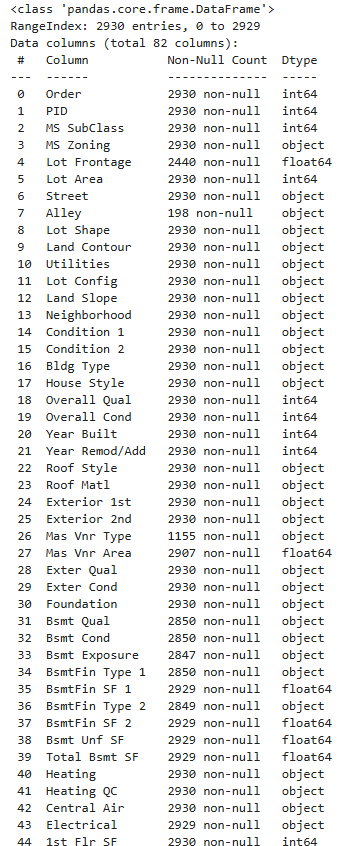 <class 'pandas.core.frame.DataFrame'>
RangeIndex: 2930 entries, 0 to 2929
Data columns (total 82 columns):
 #   Column           Non-Null Count  Dtype
---  ------           --------------  -----
 0   Order            2930 non-null   int64
 1   PID              2930 non-null   int64
 2   MS SubClass      2930 non-null   int64
 3   MS Zoning        2930 non-null   object
 4   Lot Frontage     2440 non-null   float64
 5   Lot Area         2930 non-null   int64
 6   Street           2930 non-null   object
 7   Alley            198 non-null    object
 8   Lot Shape        2930 non-null   object
 9   Land Contour     2930 non-null   object
 10  Utilities        2930 non-null   object
 11  Lot Config       2930 non-null   object
 12  Land Slope       2930 non-null   object
 13  Neighborhood     2930 non-null   object
 14  Condition 1      2930 non-null   object
 15  Condition 2      2930 non-null   object
 16  Bldg Type        2930 non-null   object
 17  House Style      2930 non-null   object
 18  Overall Qual     2930 non-null   int64
 19  Overall Cond     2930 non-null   int64
 20  Year Built       2930 non-null   int64
 21  Year Remod/Add   2930 non-null   int64
 22  Roof Style       2930 non-null   object
 23  Roof Matl        2930 non-null   object
 24  Exterior 1st     2930 non-null   object
 25  Exterior 2nd     2930 non-null   object
 26  Mas Vnr Type     1155 non-null   object
 27  Mas Vnr Area     2907 non-null   float64
 28  Exter Qual       2930 non-null   object
 29  Exter Cond       2930 non-null   object
 30  Foundation       2930 non-null   object
 31  Bsmt Qual        2850 non-null   object
 32  Bsmt Cond        2850 non-null   object
 33  Bsmt Exposure    2847 non-null   object
 34  BsmtFin Type 1   2850 non-null   object
 35  BsmtFin SF 1     2929 non-null   float64
 36  BsmtFin Type 2   2849 non-null   object
 37  BsmtFin SF 2     2929 non-null   float64
 38  Bsmt Unf SF      2929 non-null   float64
 39  Total Bsmt SF    2929 non-null   float64
 40  Heating          2930 non-null   object
 41  Heating QC       2930 non-null   object
 42  Central Air      2930 non-null   object
 43  Electrical       2929 non-null   object
 44  1st Flr SF       2930 non-null   int64